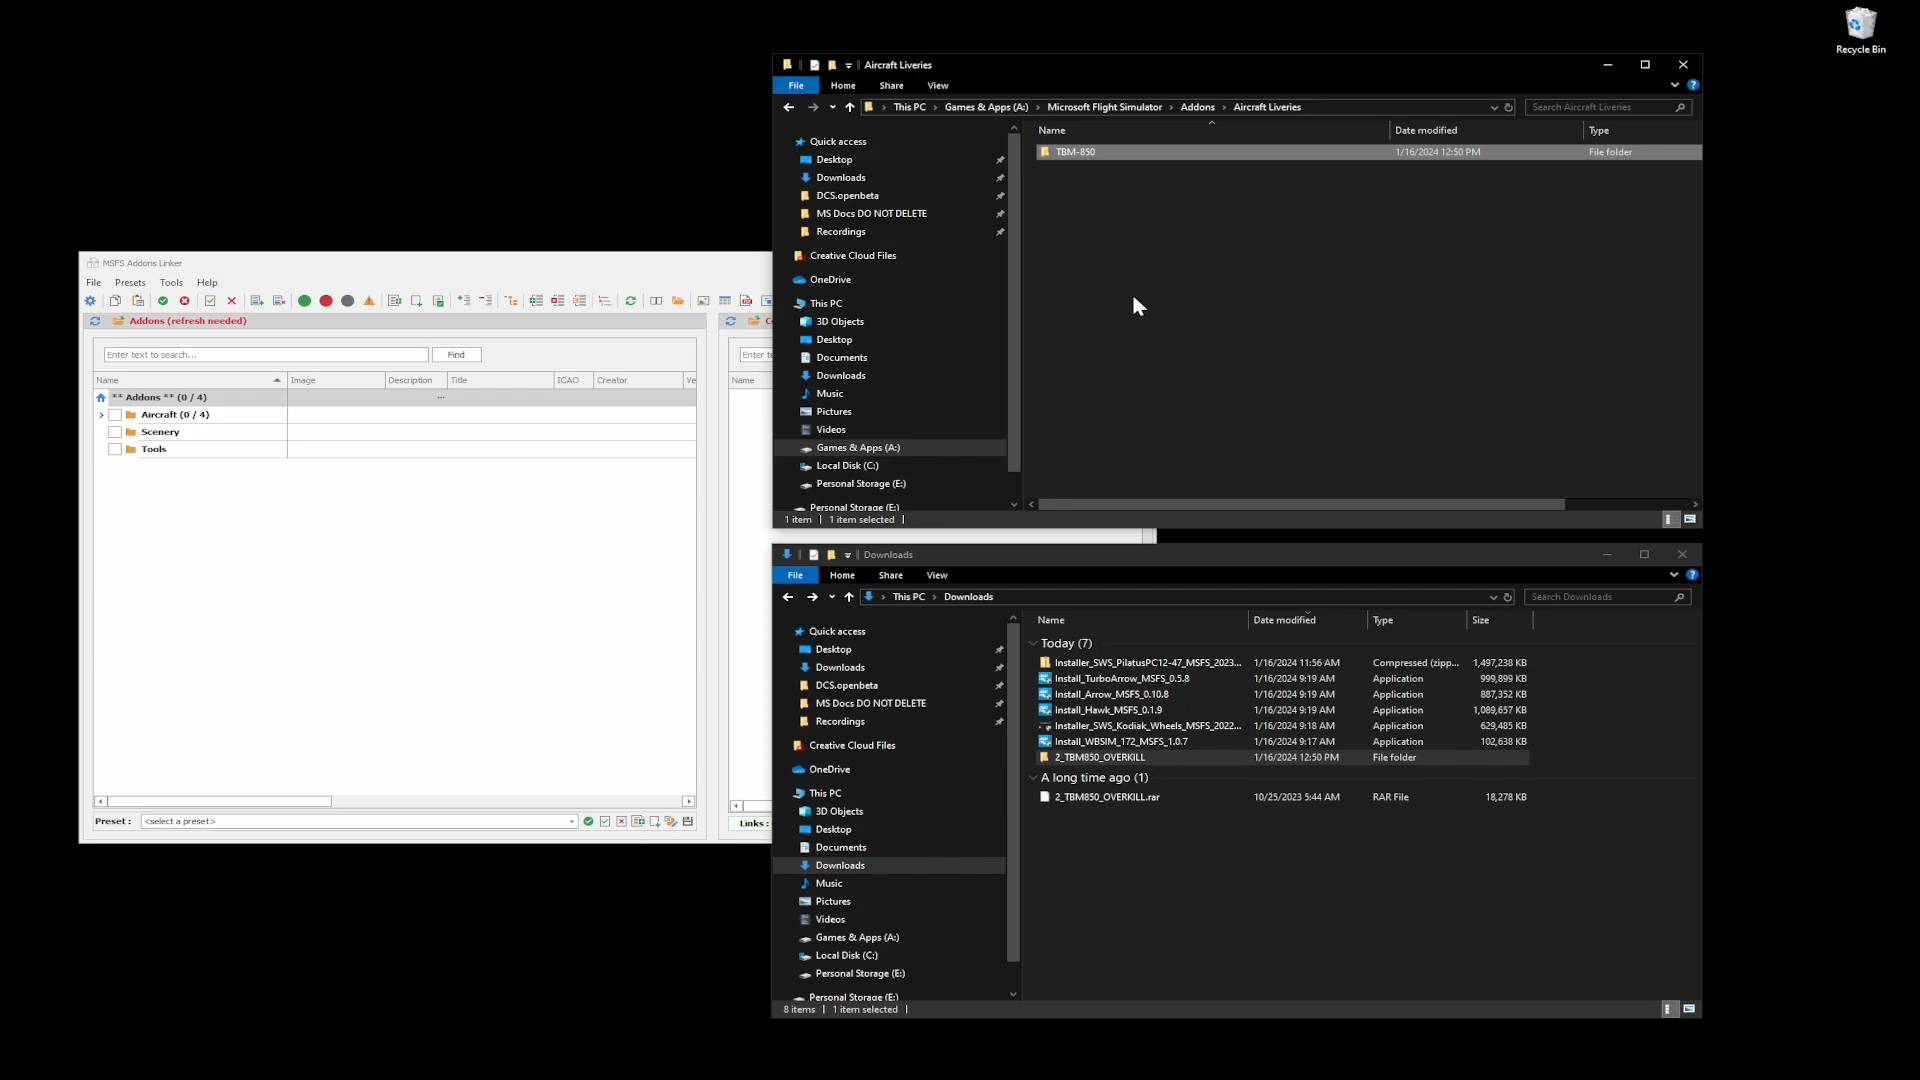 Recycle Bin
Aircraft Liveries
File Home Share View
This PC › Games & Apps (A:) › Microsoft Flight Simulator › Addons › Aircraft Liveries
Search Aircraft Liveries
Name Date modified Type
TBM-850 1/16/2024 12:50 PM File folder
Quick access
Desktop
Downloads
DCS.openbeta
MS Docs DO NOT DELETE
Recordings
Creative Cloud Files
OneDrive
This PC
3D Objects
Desktop
Documents
Downloads
Music
Pictures
Videos
Games & Apps (A:)
Local Disk (C:)
Personal Storage (E:)
Personal Storage (E:)
1 item 1 item selected
MSFS Addons Linker
File Presets Tools Help
Addons (refresh needed)
Enter text to search... Find
Name Image Description Title ICAO Creator Ve
** Addons ** (0 / 4) ...
Aircraft (0 / 4)
Scenery
Tools
Preset : <select a preset>
Enter te
Name
Links :
Downloads
File Home Share View
This PC › Downloads
Search Downloads
Name Date modified Type Size
Today (7)
Installer_SWS_PilatusPC12-47_MSFS_2023... 1/16/2024 11:56 AM Compressed (zipp... 1,497,238 KB
Install_TurboArrow_MSFS_0.5.8 1/16/2024 9:19 AM Application 999,899 KB
Install_Arrow_MSFS_0.10.8 1/16/2024 9:19 AM Application 887,352 KB
Install_Hawk_MSFS_0.1.9 1/16/2024 9:19 AM Application 1,089,657 KB
Installer_SWS_Kodiak_Wheels_MSFS_2022... 1/16/2024 9:18 AM Application 629,485 KB
Install_WBSIM_172_MSFS_1.0.7 1/16/2024 9:17 AM Application 102,638 KB
2_TBM850_OVERKILL 1/16/2024 12:50 PM File folder
A long time ago (1)
2_TBM850_OVERKILL.rar 10/25/2023 5:44 AM RAR File 18,278 KB
Quick access
Desktop
Downloads
DCS.openbeta
MS Docs DO NOT DELETE
Recordings
Creative Cloud Files
OneDrive
This PC
3D Objects
Desktop
Documents
Downloads
Music
Pictures
Videos
Games & Apps (A:)
Local Disk (C:)
Personal Storage (E:)
Personal Storage (E:)
8 items 1 item selected